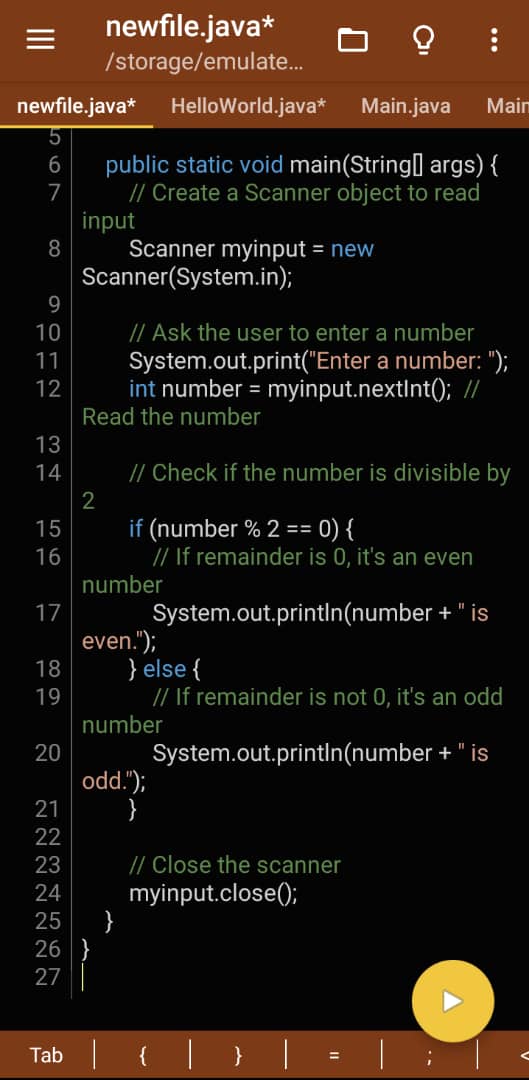 newfile.java*
/storage/emulate...
newfile.java* HelloWorld.java* Main.java Main
5
6 public static void main(String[] args) {
7 // Create a Scanner object to read
input
8 Scanner myinput = new
Scanner(System.in);
9
10 // Ask the user to enter a number
11 System.out.print("Enter a number: ");
12 int number = myinput.nextInt(); //
Read the number
13
14 // Check if the number is divisible by
2
15 if (number % 2 == 0) {
16 // If remainder is 0, it's an even
number
17 System.out.println(number + " is
even.");
18 } else {
19 // If remainder is not 0, it's an odd
number
20 System.out.println(number + " is
odd.");
21 }
22
23 // Close the scanner
24 myinput.close();
25 }
26 }
27
Tab | { | } | = | ; | <